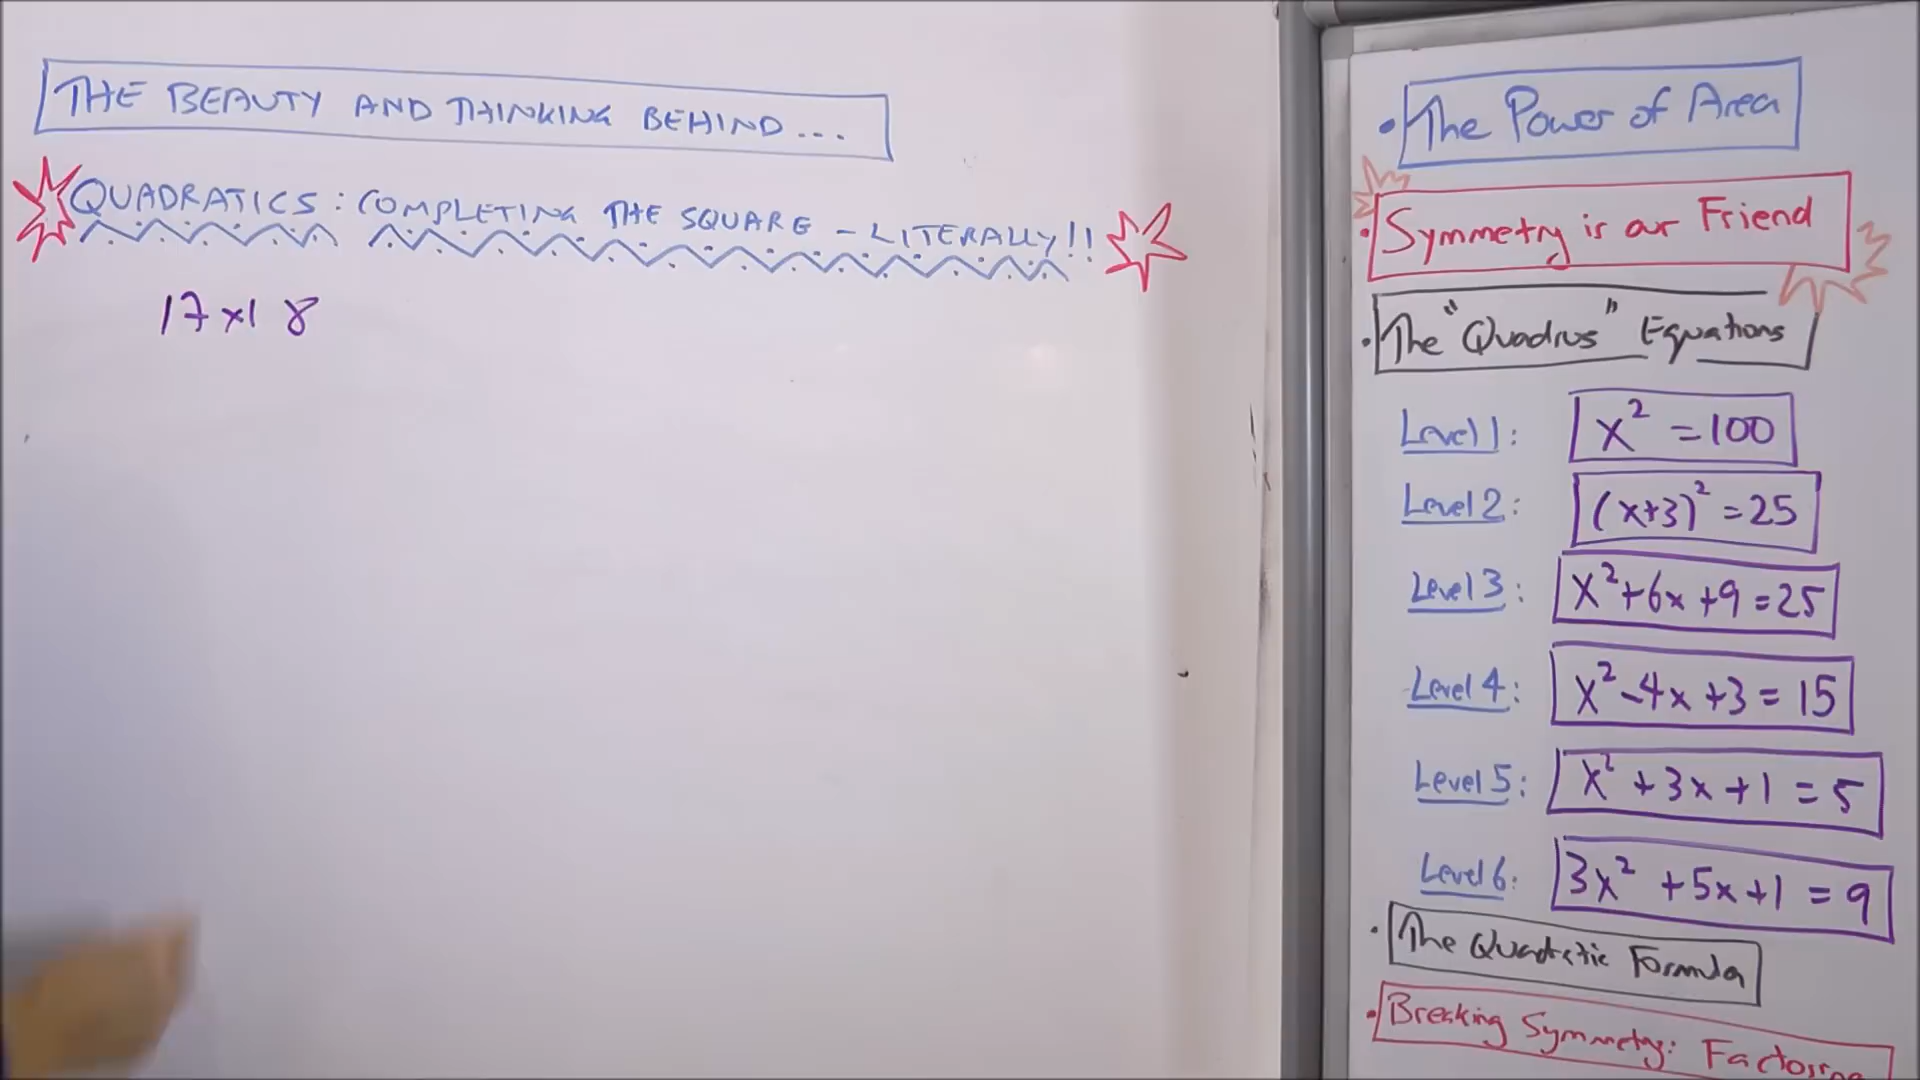 THE BEAUTY AND THINKING BEHIND...
QUADRATICS: COMPLETING THE SQUARE - LITERALLY!!
17 x 18
• The Power of Area
• Symmetry is our Friend
• The "Quadrus" Equations
Level 1: x² = 100
Level 2: (x+3)² = 25
Level 3: x² + 6x + 9 = 25
Level 4: x² - 4x + 3 = 15
Level 5: x² + 3x + 1 = 5
Level 6: 3x² + 5x + 1 = 9
• The Quadratic Formula
• Breaking Symmetry: Factoring